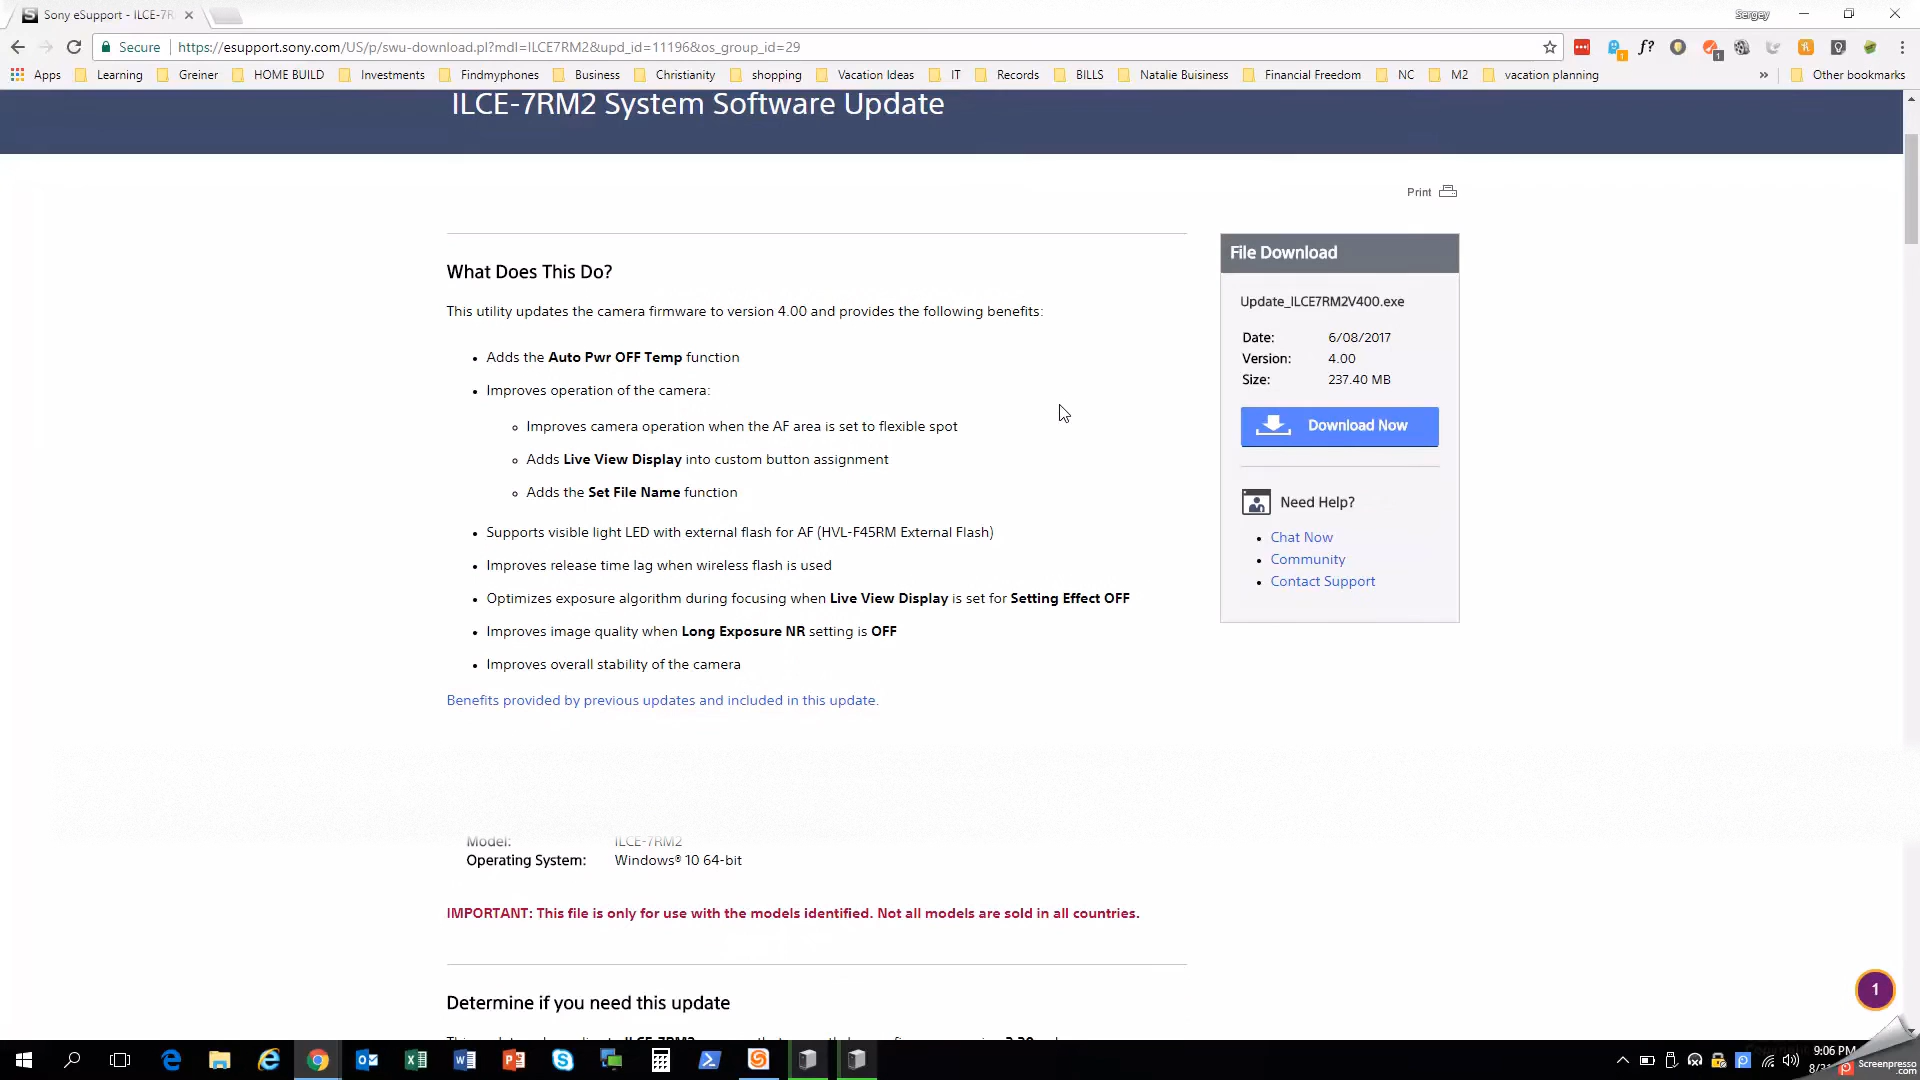 Sony eSupport - ILCE-7R
Sergey
Secure
https://esupport.sony.com/US/p/swu-download.pl?mdl=ILCE7RM2&upd_id=11196&os_group_id=29
Apps Learning Greiner HOME BUILD Investments Findmyphones Business Christianity shopping Vacation Ideas IT Records BILLS Natalie Buisiness Financial Freedom NC M2 vacation planning » Other bookmarks
ILCE-7RM2 System Software Update
Print
What Does This Do?
This utility updates the camera firmware to version 4.00 and provides the following benefits:
Adds the Auto Pwr OFF Temp function
Improves operation of the camera:
Improves camera operation when the AF area is set to flexible spot
Adds Live View Display into custom button assignment
Adds the Set File Name function
Supports visible light LED with external flash for AF (HVL-F45RM External Flash)
Improves release time lag when wireless flash is used
Optimizes exposure algorithm during focusing when Live View Display is set for Setting Effect OFF
Improves image quality when Long Exposure NR setting is OFF
Improves overall stability of the camera
Benefits provided by previous updates and included in this update.
File Download
Update_ILCE7RM2V400.exe
Date: 6/08/2017
Version: 4.00
Size: 237.40 MB
Download Now
Need Help?
Chat Now
Community
Contact Support
Model: ILCE-7RM2
Operating System: Windows® 10 64-bit
IMPORTANT: This file is only for use with the models identified. Not all models are sold in all countries.
Determine if you need this update
1
9:06 PM
Screenpresso
.com